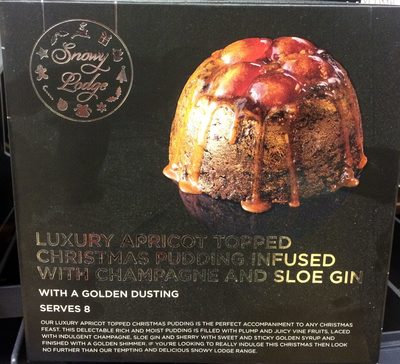 Snowy
Lodge
LUXURY APRICOT TOPPED
CHRISTMAS PUDDING INFUSED
WITH CHAMPAGNE AND SLOE GIN
WITH A GOLDEN DUSTING
SERVES 8
OUR LUXURY APRICOT TOPPED CHRISTMAS PUDDING IS THE PERFECT ACCOMPANIMENT TO ANY CHRISTMAS
FEAST. THIS DELECTABLE RICH AND MOIST PUDDING IS FILLED WITH PLUMP AND JUICY VINE FRUITS, LACED
WITH INDULGENT CHAMPAGNE, SLOE GIN AND SHERRY WITH SWEET AND STICKY GOLDEN SYRUP AND
FINISHED WITH A GOLDEN SHIMMER. IF YOU'RE LOOKING TO REALLY INDULGE THIS CHRISTMAS THEN LOOK
NO FURTHER THAN OUR TEMPTING AND DELICIOUS SNOWY LODGE RANGE.